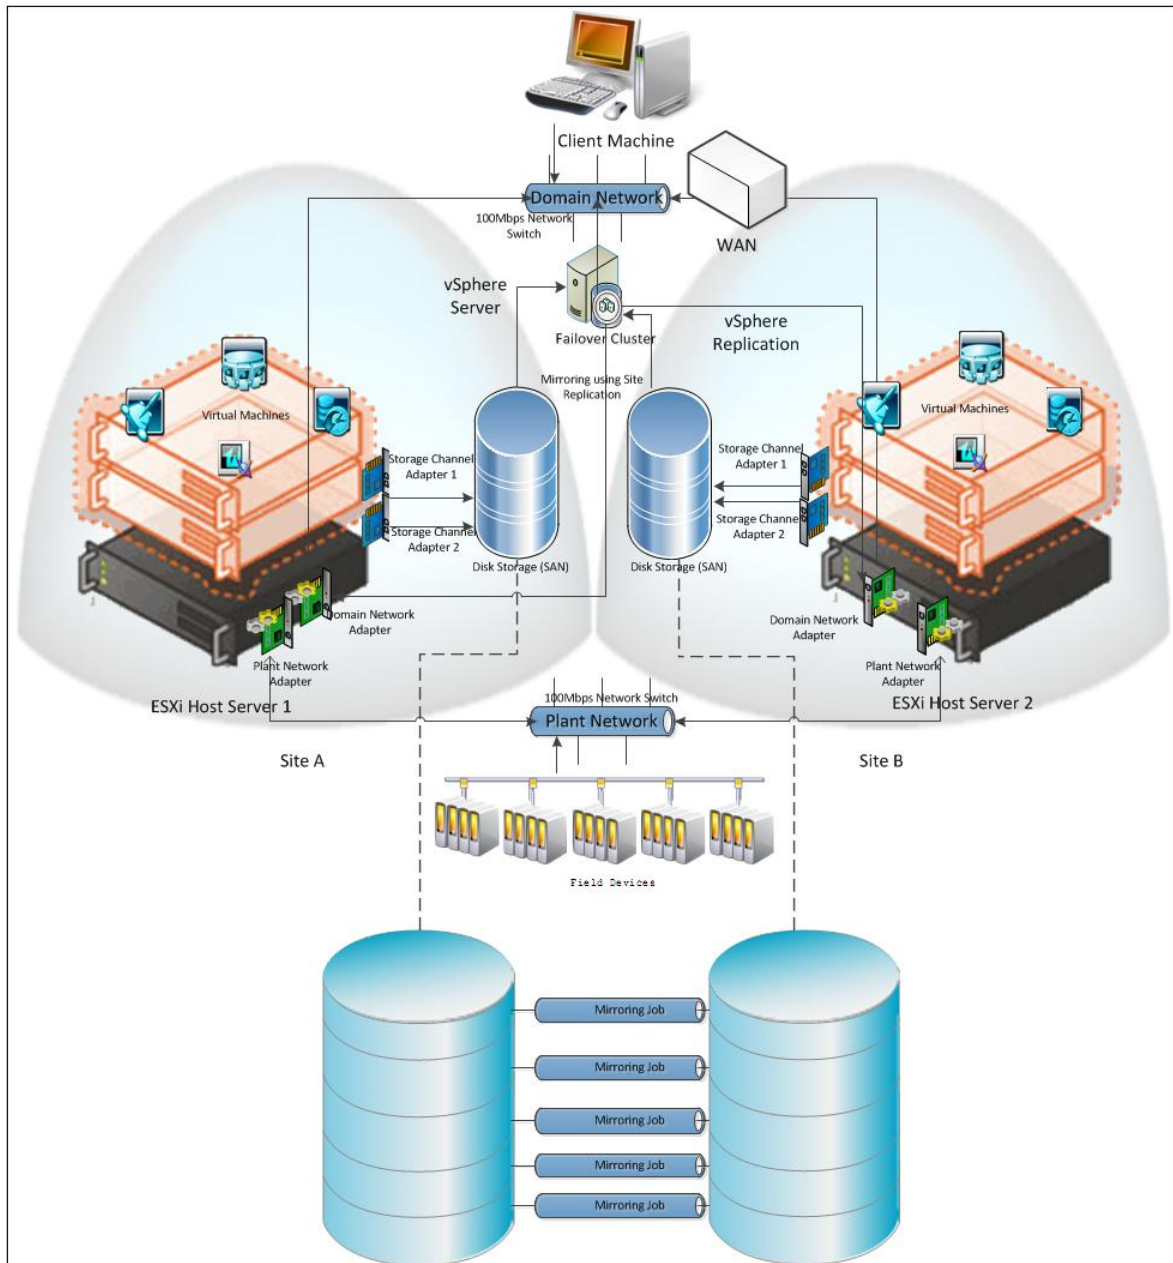 Client Machine
Domain Network
100Mbps Network
Switch
WAN
vSphere
Server
Failover Cluster
vSphere
Replication
Mirroring using Site
Replication
Virtual Machines
Virtual Machines
Storage Channel
Adapter 1
Storage Channel
Adapter 1
Storage Channel
Adapter 2
Storage Channel
Adapter 2
Disk Storage (SAN)
Disk Storage (SAN)
Domain Network
Adapter
Domain Network
Adapter
Plant Network
Adapter
Plant Network
Adapter
ESXi Host Server 1
ESXi Host Server 2
100Mbps Network Switch
Plant Network
Site A
Site B
Field Devices
Mirroring Job
Mirroring Job
Mirroring Job
Mirroring Job
Mirroring Job